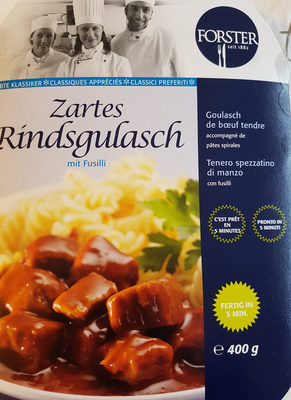 FORSTER
seit 1882
BTE KLASSIKER * CLASSIQUES APPRÉCIÉS * CLASSICI PREFERITI *
Zartes
Rindsgulasch
mit Fusilli
Goulasch
de bœuf tendre
accompagné de
pâtes spirales
Tenero spezzatino
di manzo
con fusilli
C'EST PRÊT
EN
5 MINUTES
PRONTO IN
5 MINUTI
FERTIG IN
5 MIN.
e 400 g